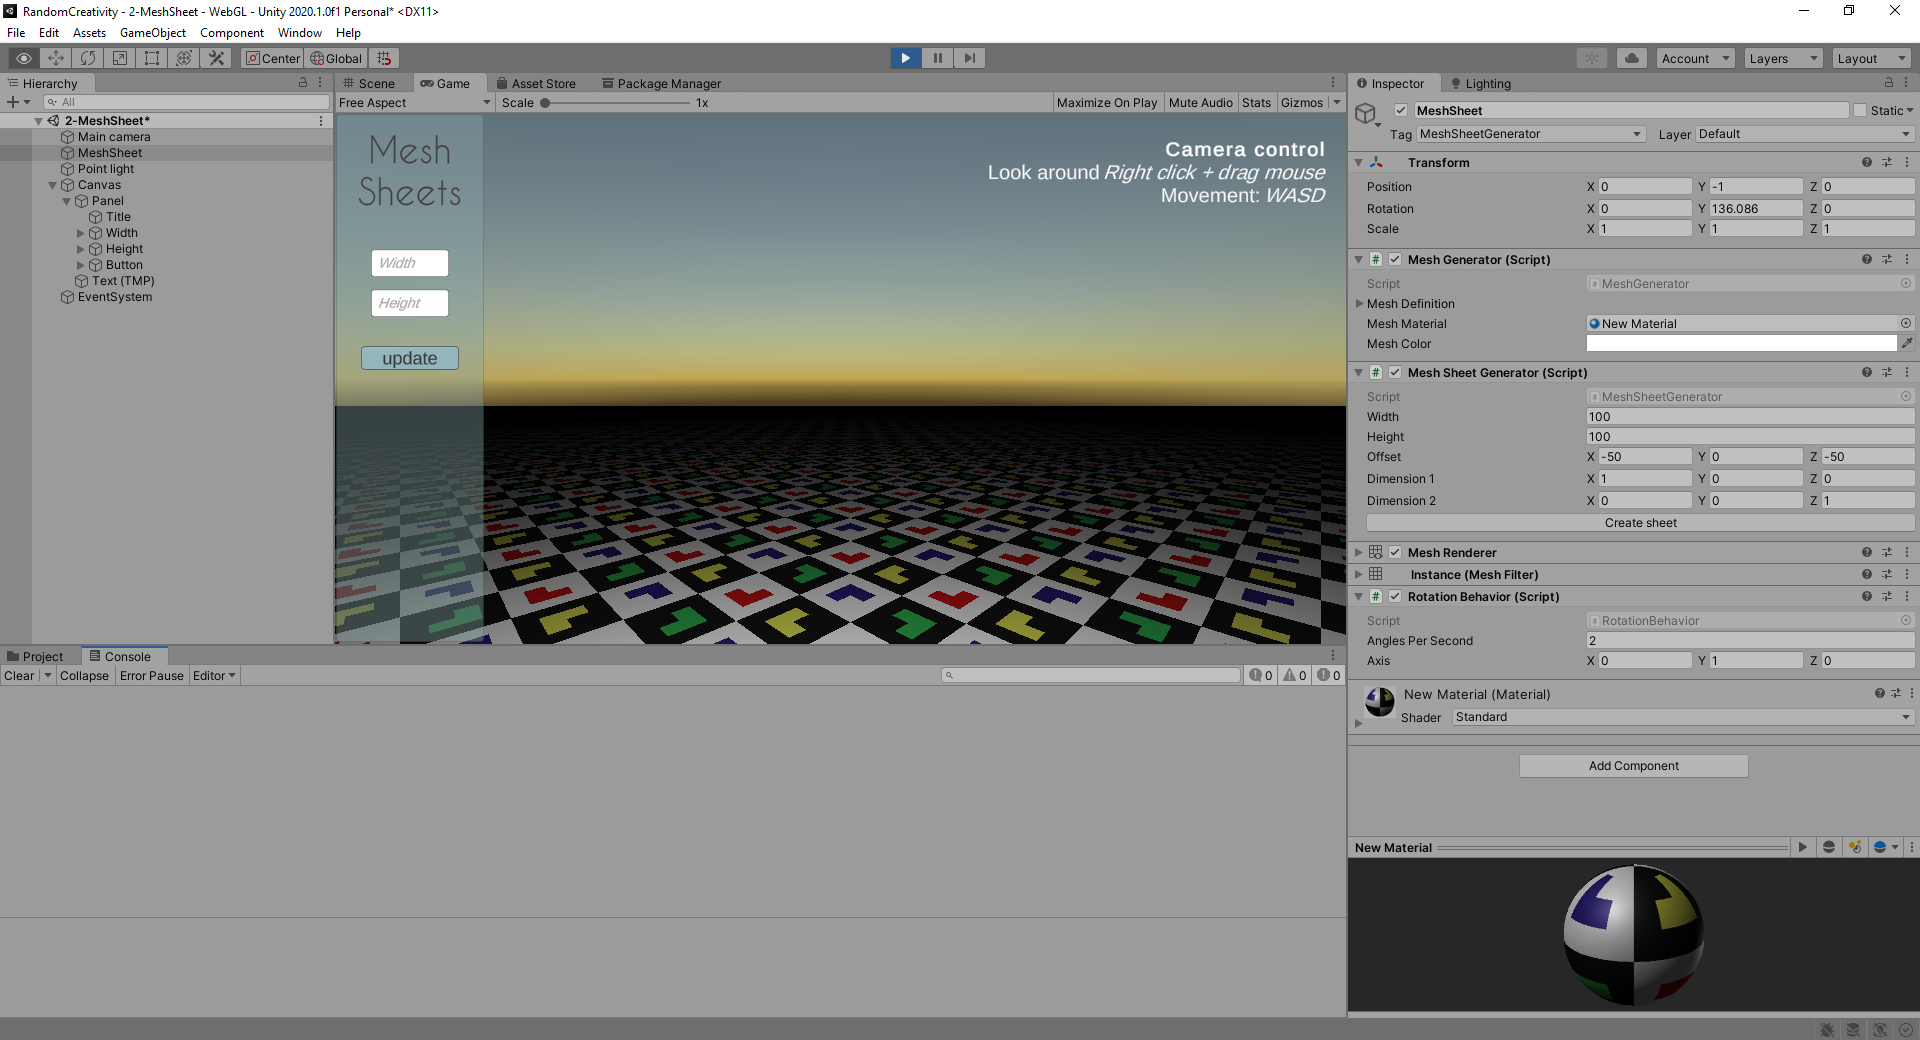 RandomCreativity - 2-MeshSheet - WebGL - Unity 2020.1.0f1 Personal* <DX11>
File Edit Assets GameObject Component Window Help
Center Global Account Layers Layout
Hierarchy
All
2-MeshSheet*
Main camera
MeshSheet
Point light
Canvas
Panel
Title
Width
Height
Button
Text (TMP)
EventSystem
Scene Game Asset Store Package Manager
Free Aspect Scale 1x Maximize On Play Mute Audio Stats Gizmos
Mesh
Sheets
Width
Height
update
Camera control
Look around Right click + drag mouse
Movement: WASD
Project Console
Clear Collapse Error Pause Editor 0 0 0
Inspector Lighting
MeshSheet Static
Tag MeshSheetGenerator Layer Default
Transform
Position X 0 Y -1 Z 0
Rotation X 0 Y 136.086 Z 0
Scale X 1 Y 1 Z 1
# Mesh Generator (Script)
Script # MeshGenerator
Mesh Definition
Mesh Material New Material
Mesh Color
# Mesh Sheet Generator (Script)
Script # MeshSheetGenerator
Width 100
Height 100
Offset X -50 Y 0 Z -50
Dimension 1 X 1 Y 0 Z 0
Dimension 2 X 0 Y 0 Z 1
Create sheet
Mesh Renderer
Instance (Mesh Filter)
# Rotation Behavior (Script)
Script # RotationBehavior
Angles Per Second 2
Axis X 0 Y 1 Z 0
New Material (Material)
Shader Standard
Add Component
New Material